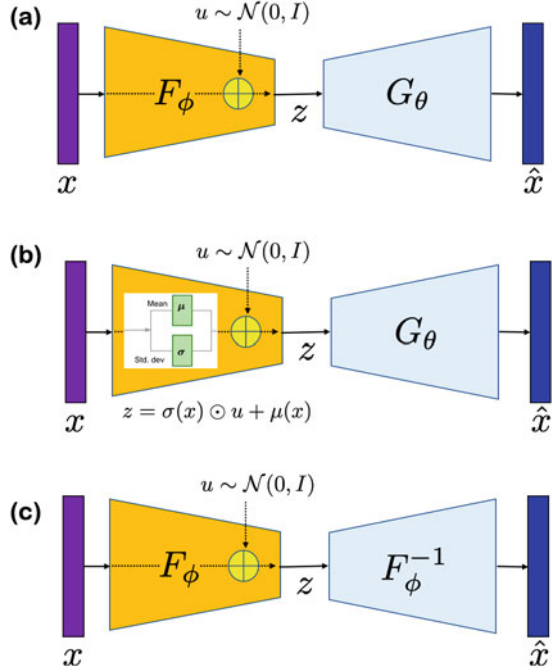 (a)
u ∼ 𝒩(0, I)
F_ϕ
z
G_θ
x
x̂
(b)
u ∼ 𝒩(0, I)
Mean
μ
Std. dev
σ
z
G_θ
z = σ(x) ⊙ u + μ(x)
x
x̂
(c)
u ∼ 𝒩(0, I)
F_ϕ
z
F_ϕ^{-1}
x
x̂